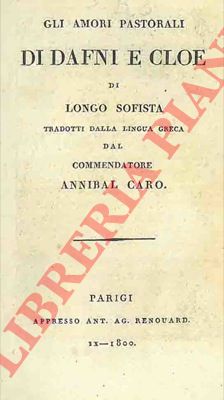 GLI AMORI PASTORALI
DI DAFNI E CLOE
DI
LONGO SOFISTA
TRADOTTI DALLA LINGUA GRECA
DAL
COMMENDATORE
ANNIBAL CARO.
PARIGI
APPRESSO ANT. AG. RENOUARD.
IX—1800.
LIBRERIA PIANI